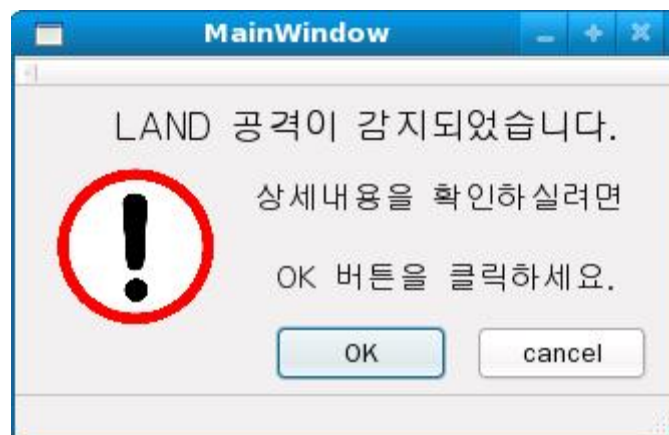 MainWindow
LAND 공격이 감지되었습니다.
상세내용을 확인하실려면
OK 버튼을 클릭하세요.
OK
cancel